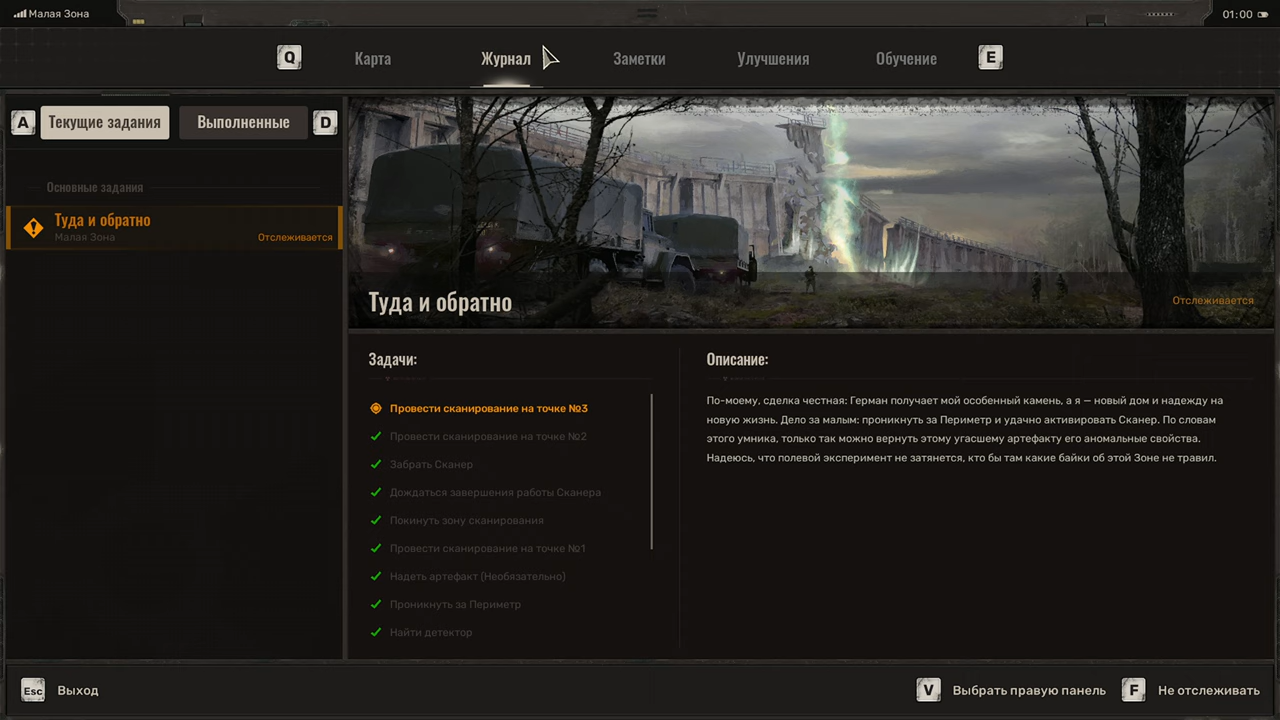 Малая Зона
01:00
Q
Карта
Журнал
Заметки
Улучшения
Обучение
E
A
Текущие задания
Выполненные
D
Основные задания
Туда и обратно
Малая Зона
Отслеживается
Туда и обратно
Отслеживается
Задачи:
Провести сканирование на точке №3
Провести сканирование на точке №2
Забрать Сканер
Дождаться завершения работы Сканера
Покинуть зону сканирования
Провести сканирование на точке №1
Надеть артефакт (Необязательно)
Проникнуть за Периметр
Найти детектор
Описание:
По-моему, сделка честная: Герман получает мой особенный камень, а я — новый дом и надежду на
новую жизнь. Дело за малым: проникнуть за Периметр и удачно активировать Сканер. По словам
этого умника, только так можно вернуть этому угасшему артефакту его аномальные свойства.
Надеюсь, что полевой эксперимент не затянется, кто бы там какие байки об этой Зоне не травил.
Esc
Выход
V
Выбрать правую панель
F
Не отслеживать